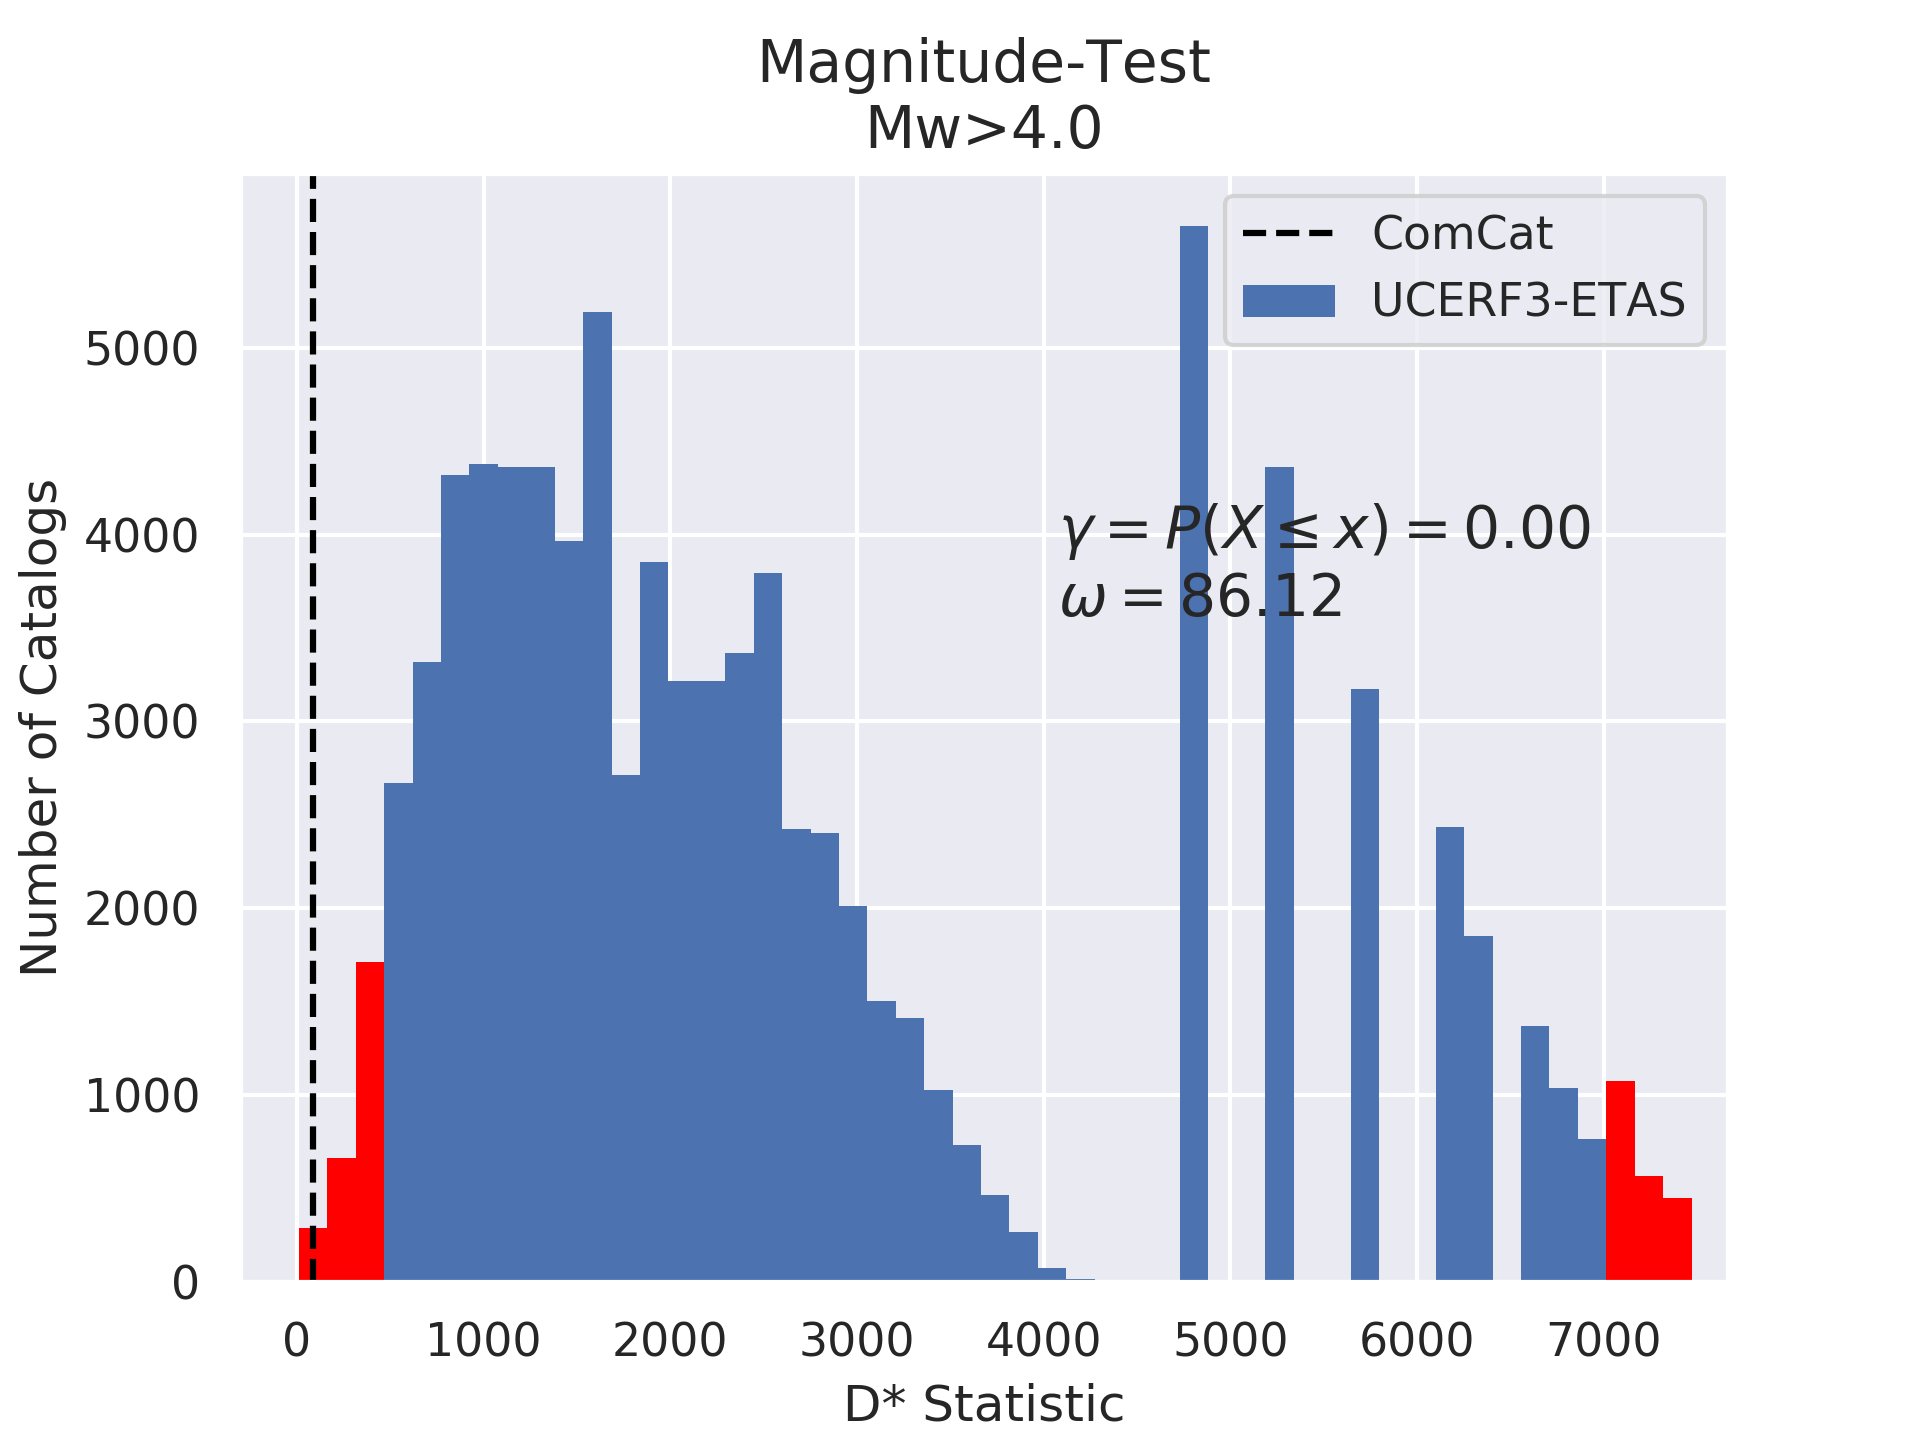 Magnitude-Test
Mw>4.0
ComCat
UCERF3-ETAS
γ = P(X ≤ x) = 0.00
ω = 86.12
Number of Catalogs
5000
4000
3000
2000
1000
0
0 1000 2000 3000 4000 5000 6000 7000
D* Statistic